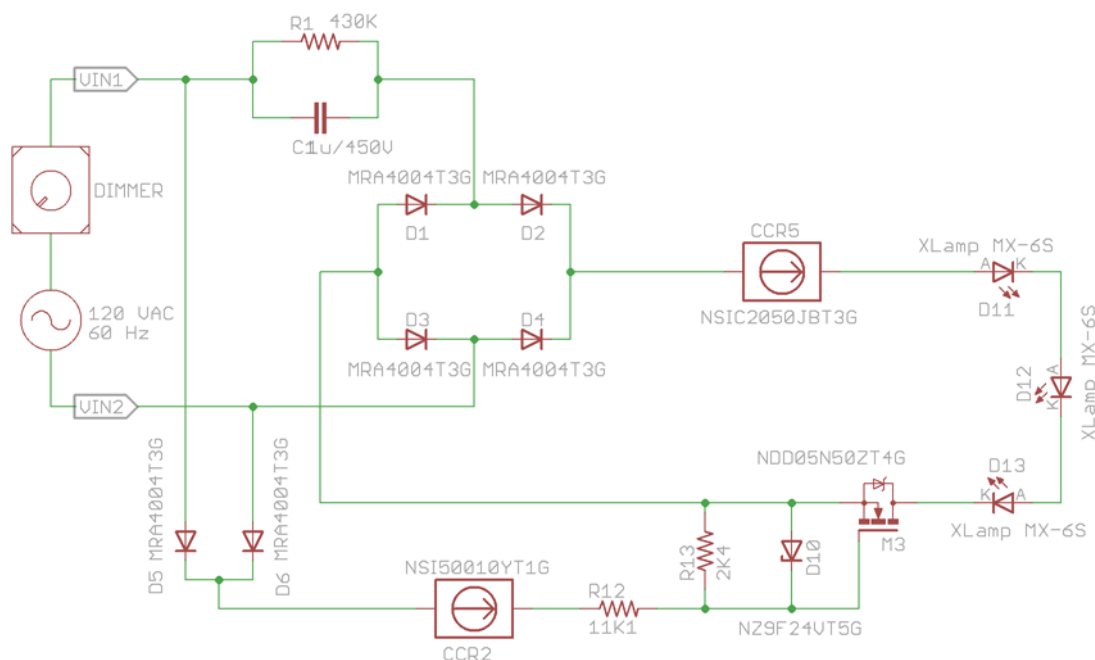 R1 430K
VIN1
C1u/450V
MRA4004T3G MRA4004T3G
DIMMER
D1 D2
CCR5
XLamp MX-6S
A K
D11
120 VAC
60 Hz
NSIC2050JBT3G
D3 D4
MRA4004T3G MRA4004T3G
XLamp MX-6S
D12
A
K
VIN2
NDD05N50ZT4G
D13
K A
XLamp MX-6S
M3
D5 MRA4004T3G
D6 MRA4004T3G
R13
2K4
D10
NSI50010YT1G
R12
11K1
NZ9F24VT5G
CCR2